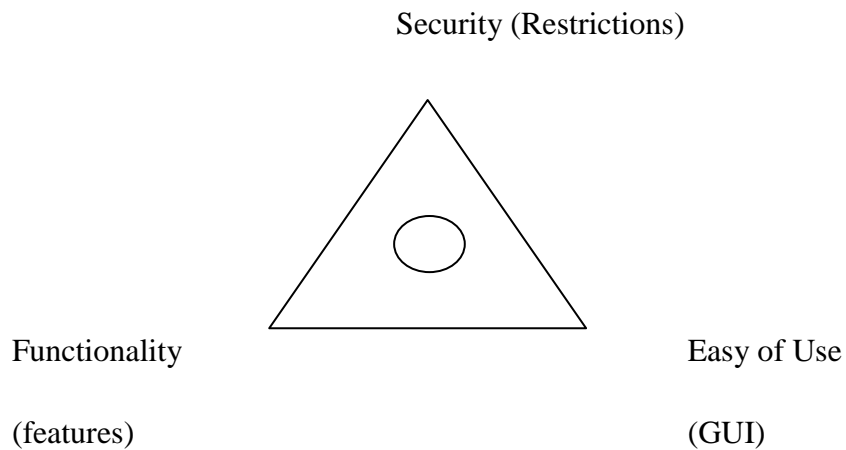 Security (Restrictions)
Functionality
(features)
Easy of Use
(GUI)